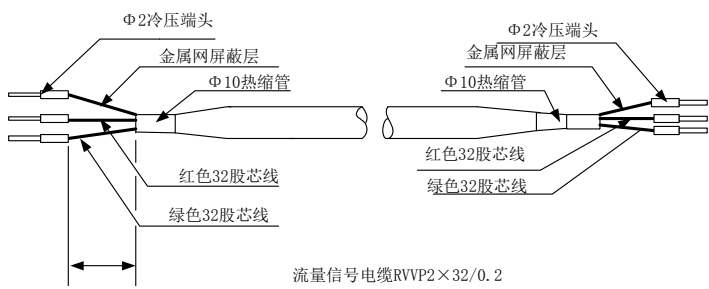 Φ2冷压端头
金属网屏蔽层
Φ10热缩管
红色32股芯线
绿色32股芯线
Φ2冷压端头
金属网屏蔽层
Φ10热缩管
红色32股芯线
绿色32股芯线
流量信号电缆RVVP2×32/0.2